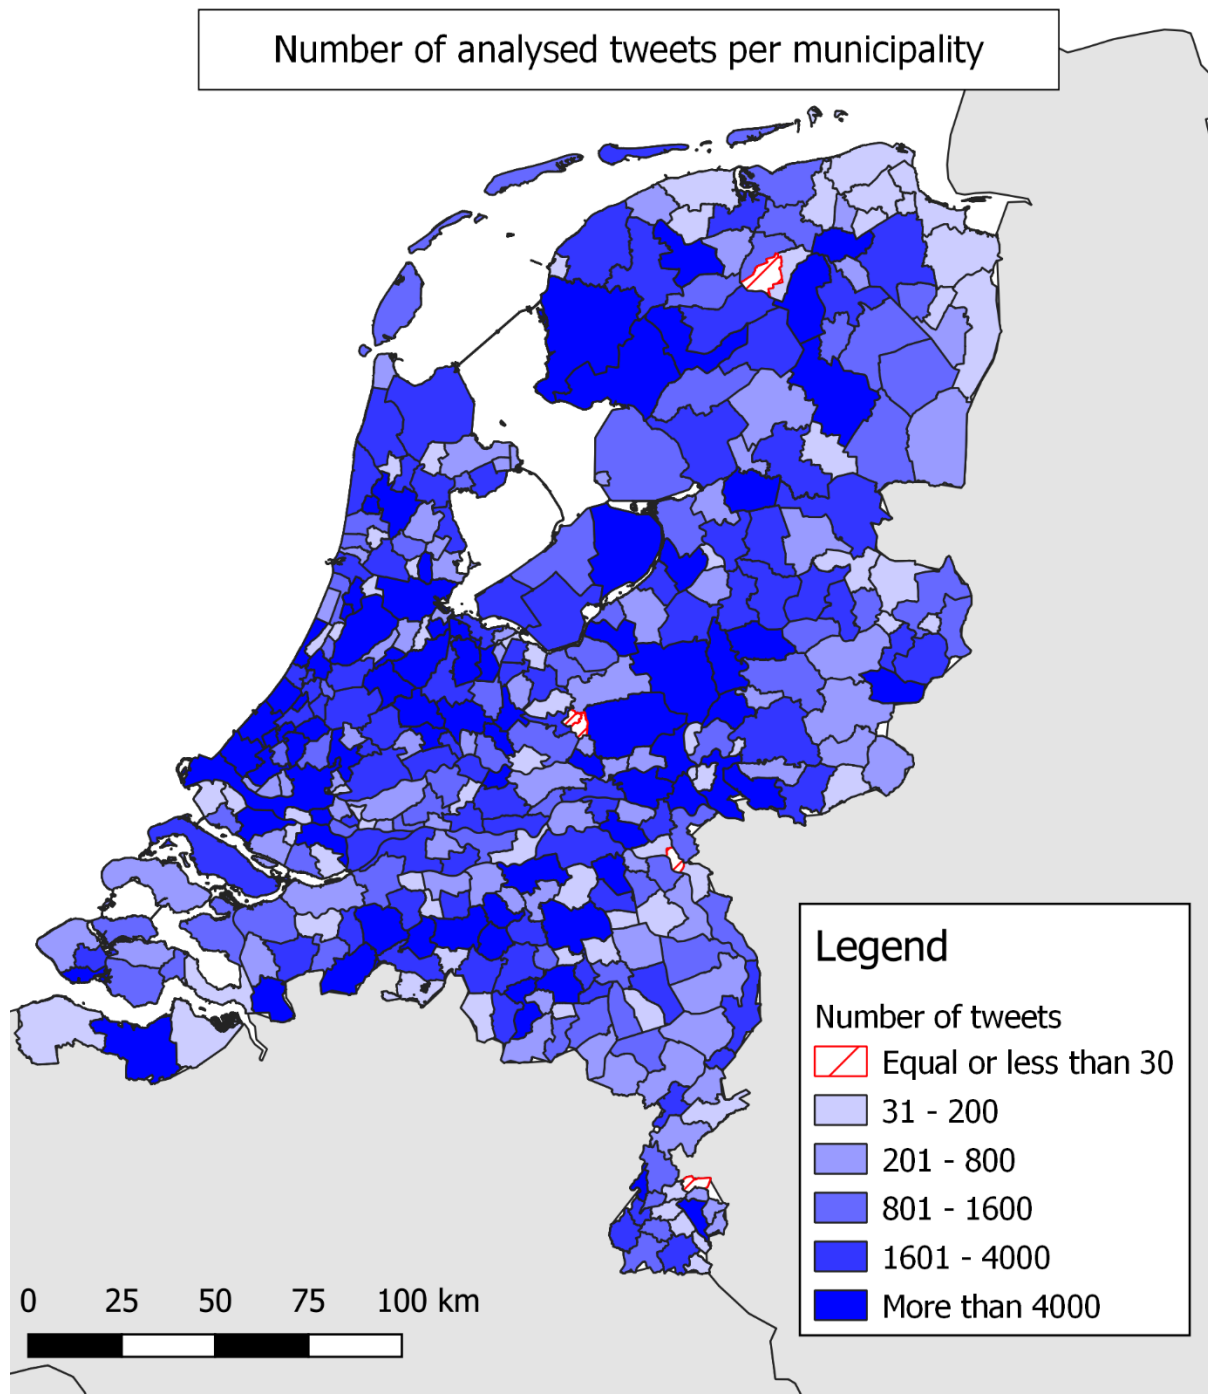 Number of analysed tweets per municipality
Legend
Number of tweets
Equal or less than 30
31 - 200
201 - 800
801 - 1600
1601 - 4000
More than 4000
0 25 50 75 100 km